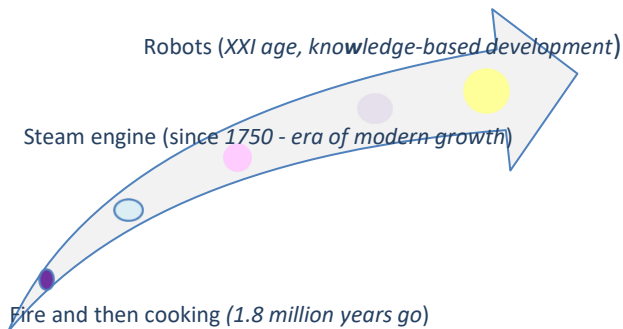 Robots (XXI age, knowledge-based development)
Steam engine (since 1750 - era of modern growth)
Fire and then cooking (1.8 million years go)